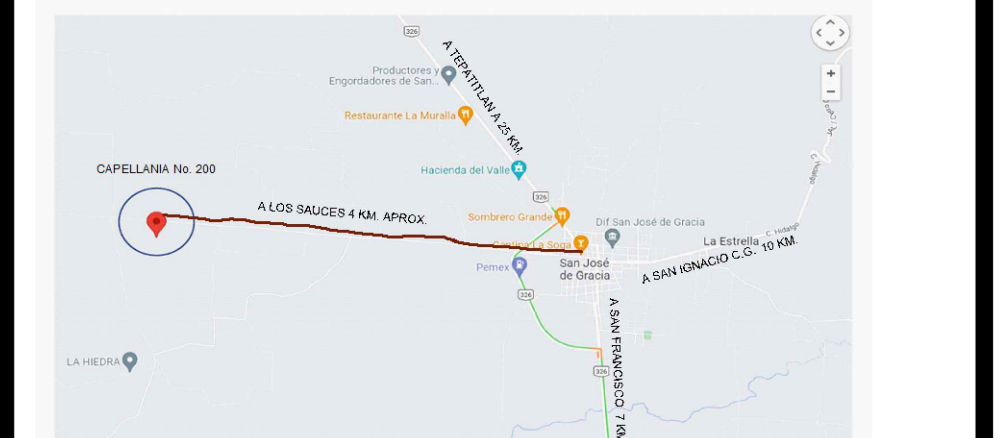 326
A TEPATITLAN A 25 KM.
Productores y
Engordadores de San...
Restaurante La Muralla
CAPELLANIA No. 200
Hacienda del Valle
C. Hidalgo
326
A LOS SAUCES 4 KM. APROX.
Sombrero Grande
Dif San José de Gracia
C. Hidalgo
Cantina La Soga
La Estrella
A SAN IGNACIO C.G. 10 KM.
Pemex
San José
de Gracia
326
A SAN FRANCISCO 7
LA HIEDRA
326